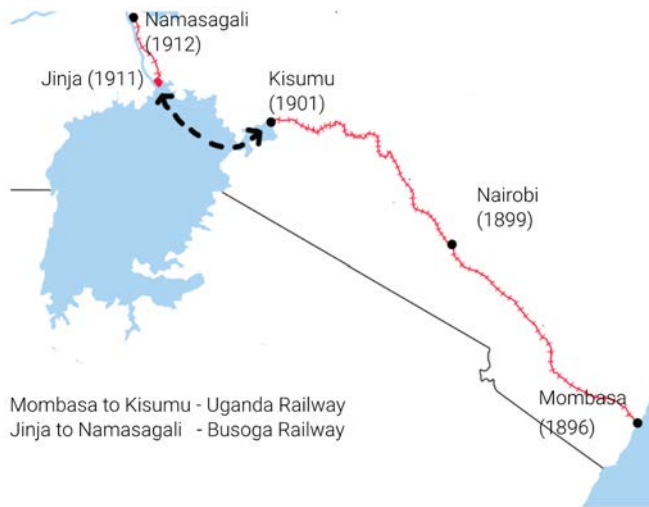 Namasagali
(1912)
Jinja (1911)
Kisumu
(1901)
Nairobi
(1899)
Mombasa
(1896)
Mombasa to Kisumu - Uganda Railway
Jinja to Namasagali - Busoga Railway